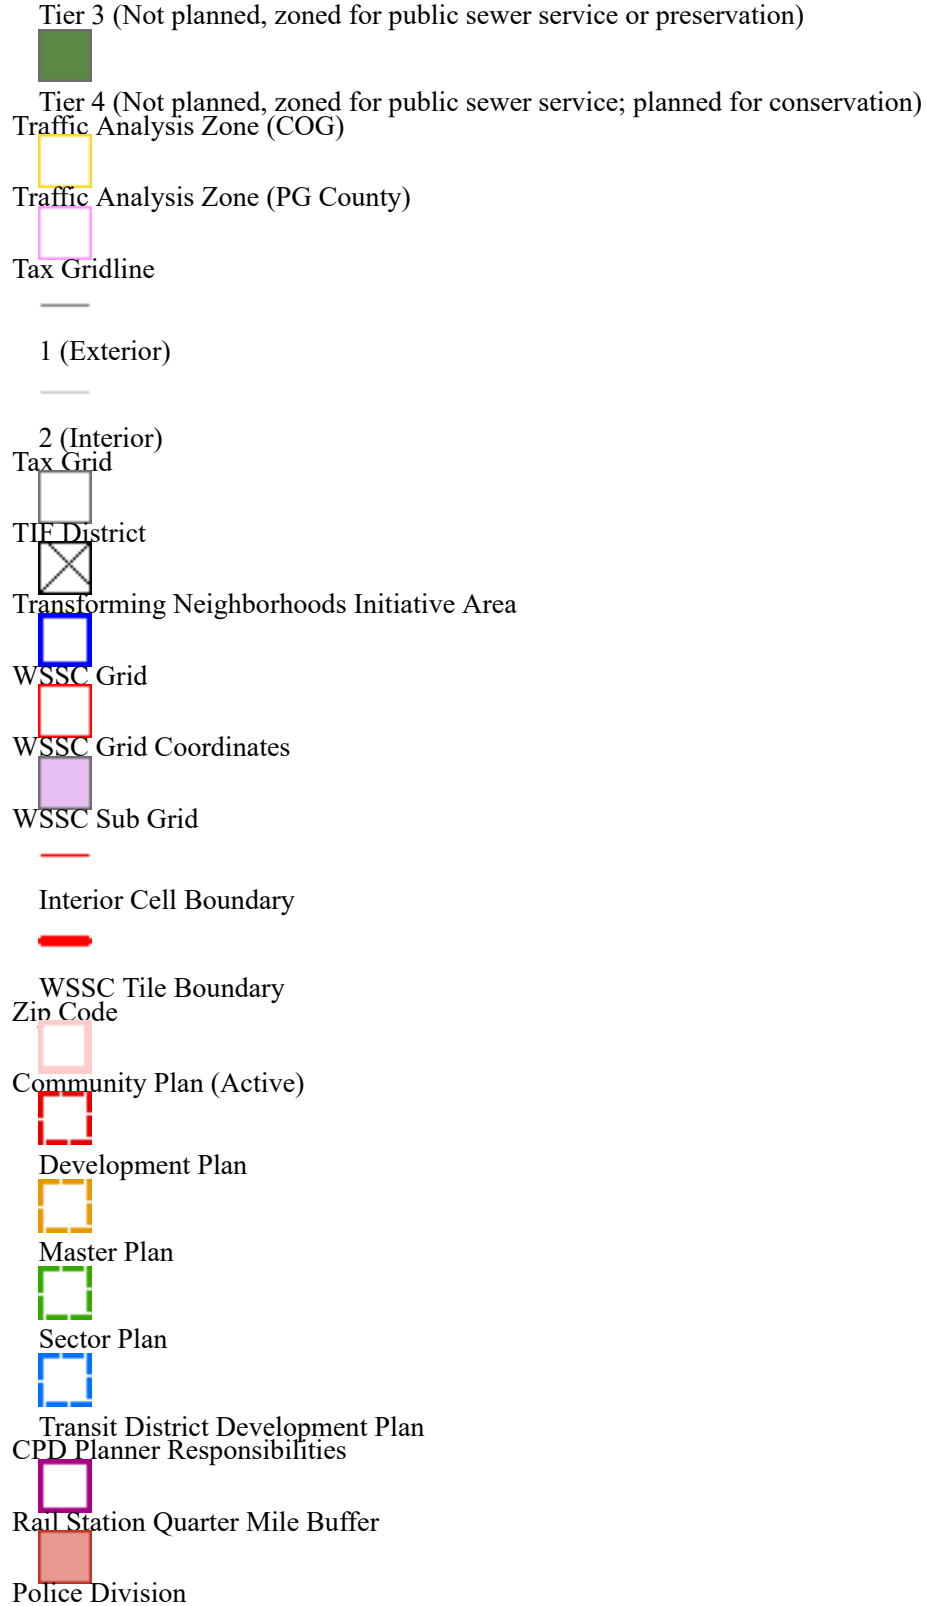 Tier 3 (Not planned, zoned for public sewer service or preservation)
Tier 4 (Not planned, zoned for public sewer service; planned for conservation)
Traffic Analysis Zone (COG)
Traffic Analysis Zone (PG County)
Tax Gridline
1 (Exterior)
2 (Interior)
Tax Grid
TIF District
Transforming Neighborhoods Initiative Area
WSSC Grid
WSSC Grid Coordinates
WSSC Sub Grid
Interior Cell Boundary
WSSC Tile Boundary
Zip Code
Community Plan (Active)
Development Plan
Master Plan
Sector Plan
Transit District Development Plan
CPD Planner Responsibilities
Rail Station Quarter Mile Buffer
Police Division